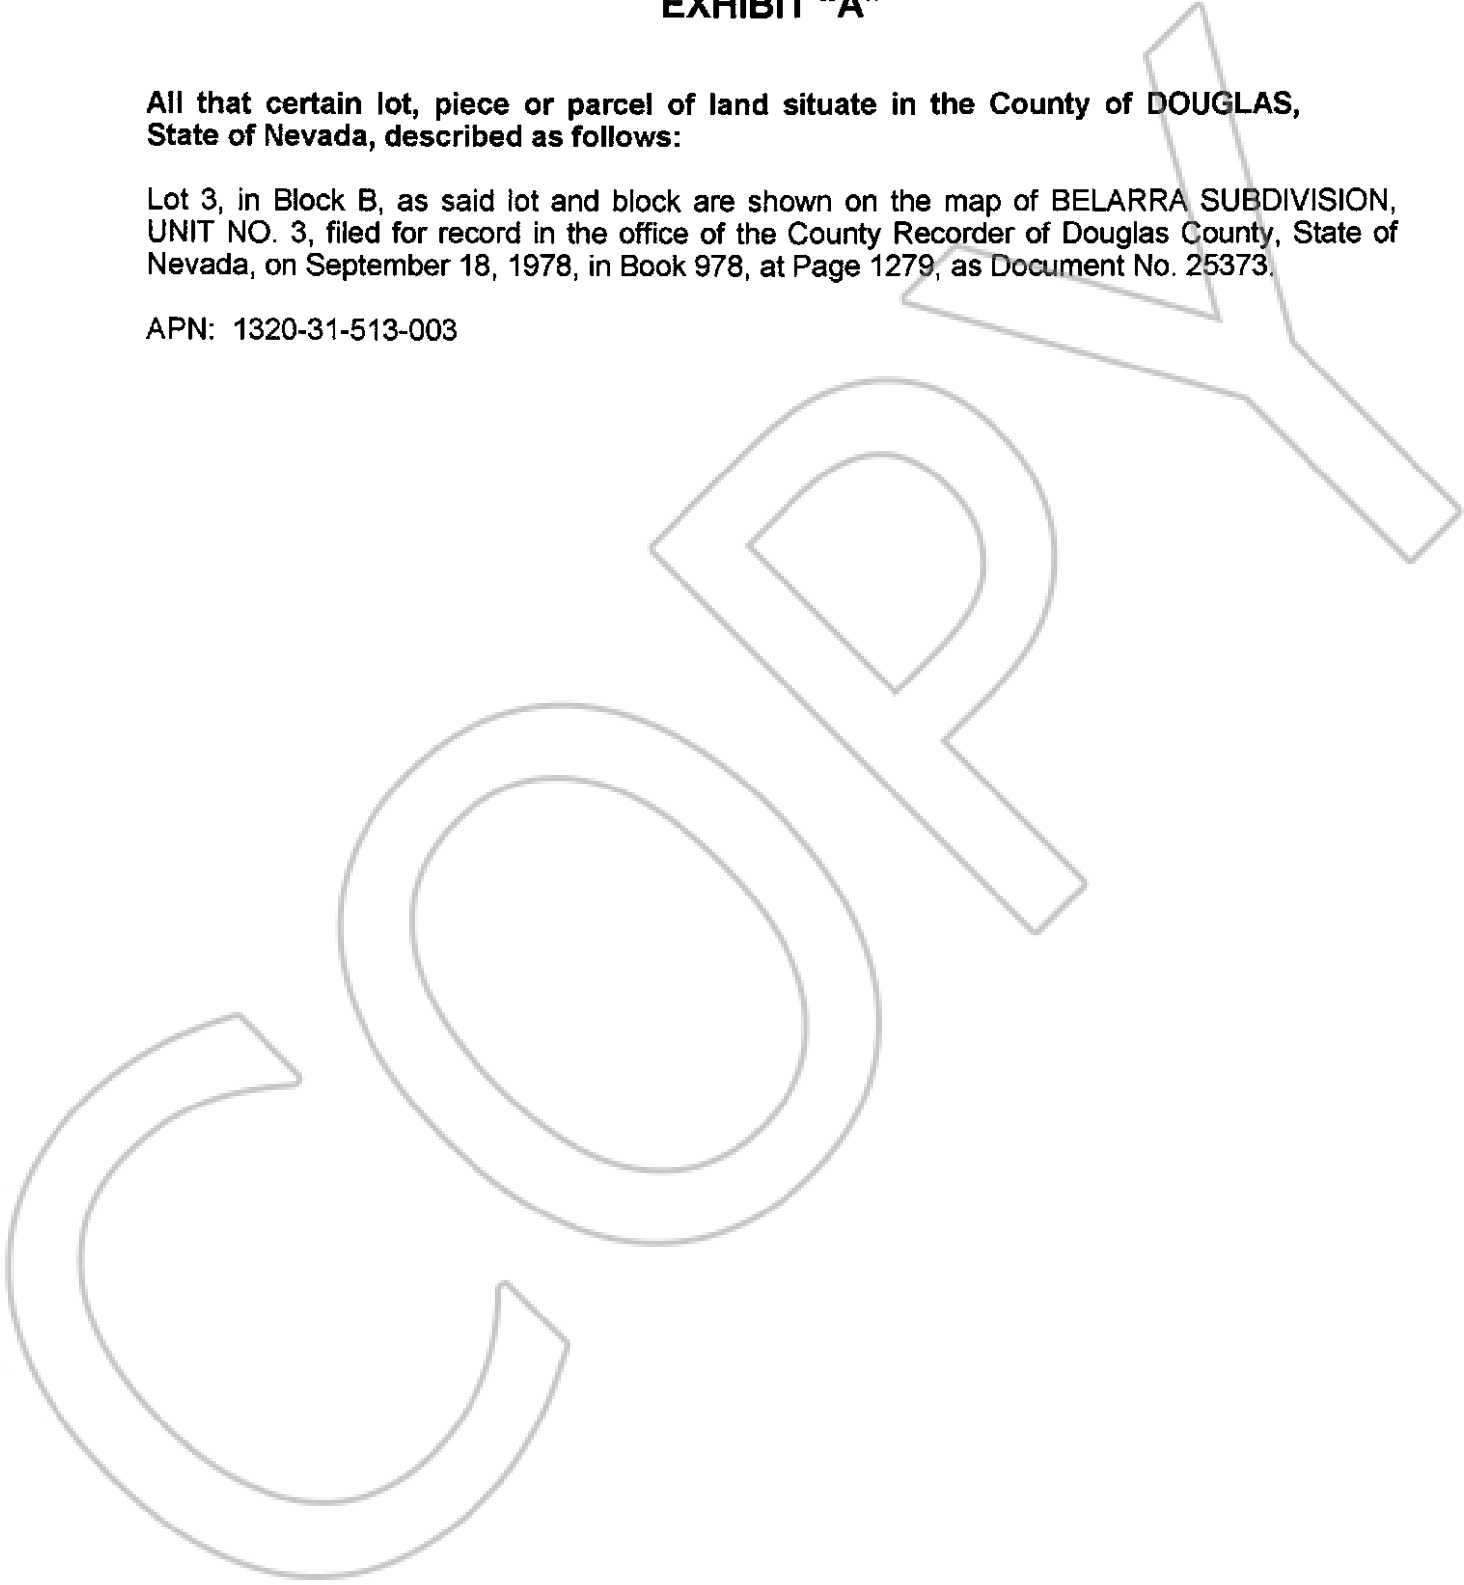 EXHIBIT "A"
All that certain lot, piece or parcel of land situate in the County of DOUGLAS,
State of Nevada, described as follows:
Lot 3, in Block B, as said lot and block are shown on the map of BELARRA SUBDIVISION,
UNIT NO. 3, filed for record in the office of the County Recorder of Douglas County, State of
Nevada, on September 18, 1978, in Book 978, at Page 1279, as Document No. 25373.
APN: 1320-31-513-003
COPY